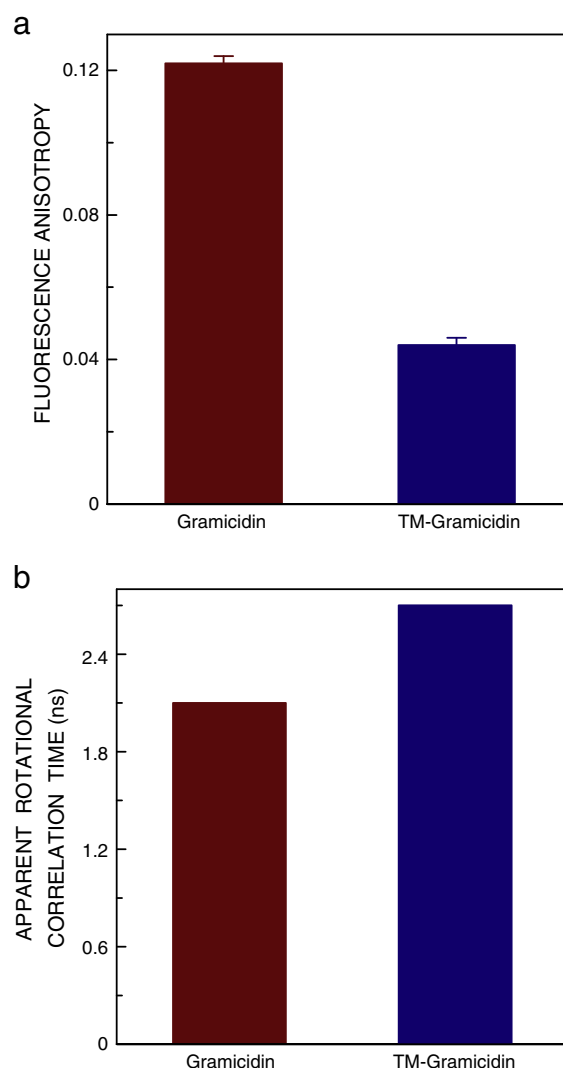 a
0.12
0.08
0.04
0
FLUORESCENCE ANISOTROPY
Gramicidin TM-Gramicidin
b
2.4
1.8
1.2
0.6
0
APPARENT ROTATIONAL
CORRELATION TIME (ns)
Gramicidin TM-Gramicidin